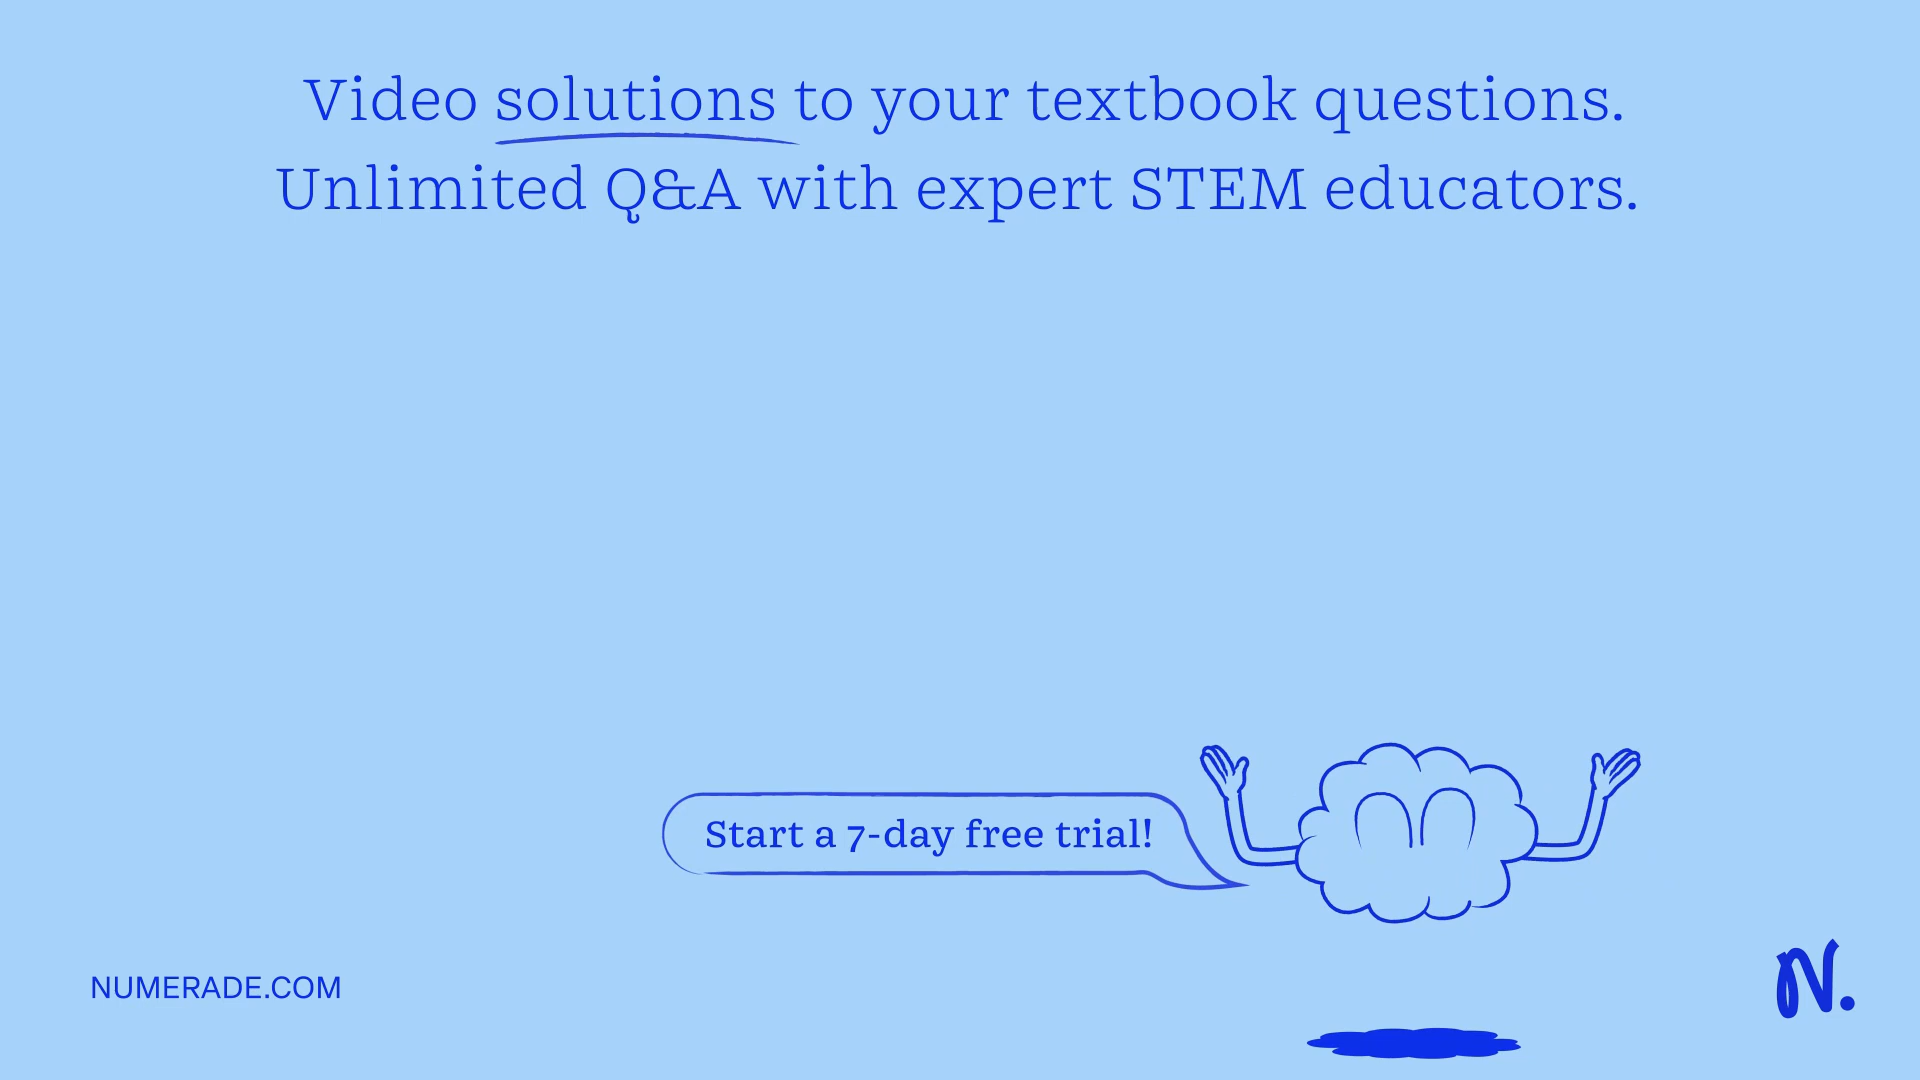 Video solutions to your textbook questions.
Unlimited Q&A with expert STEM educators.
Start a 7-day free trial!
NUMERADE.COM
N.